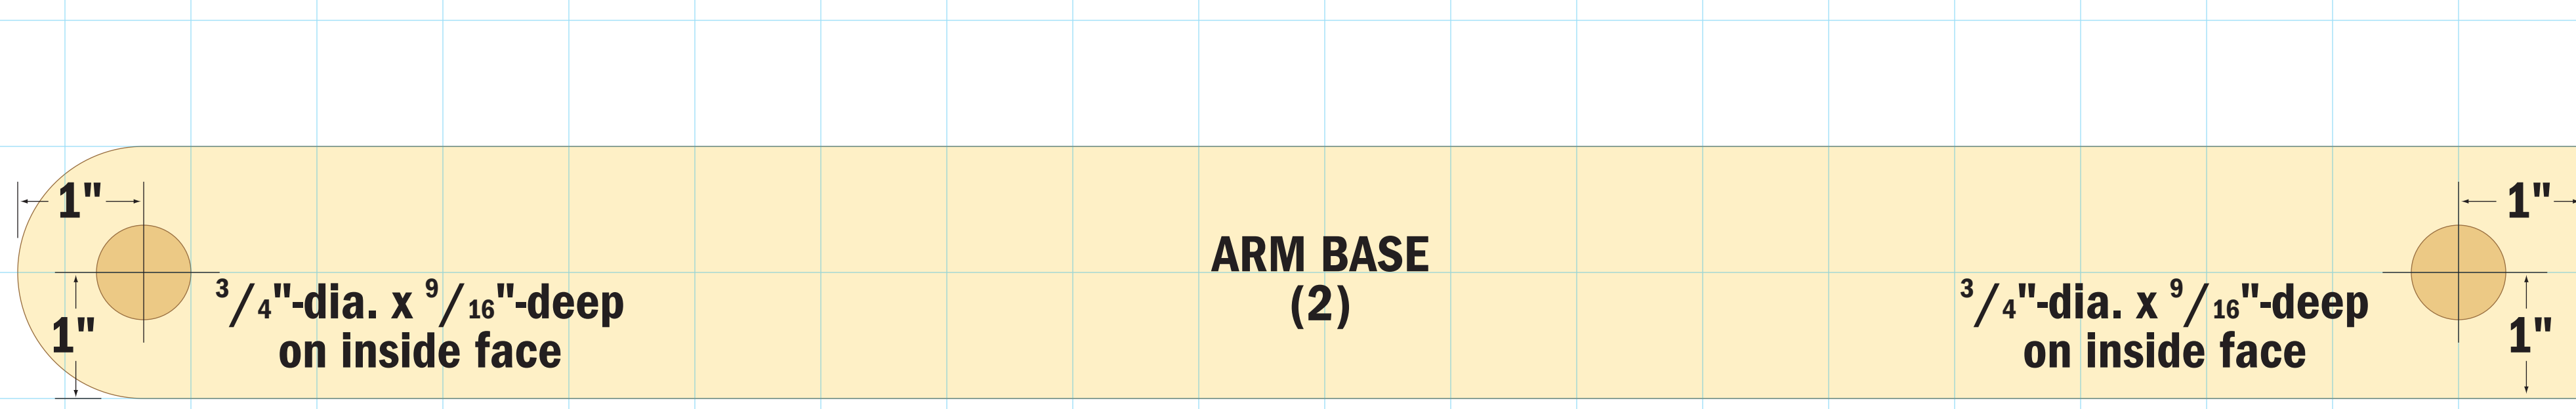 1"
1"
3/4"-dia. x 9/16"-deep
on inside face
ARM BASE
(2)
3/4"-dia. x 9/16"-deep
on inside face
1"
1"